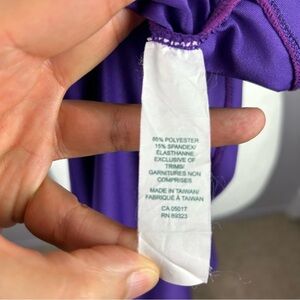 85% POLYESTER
15% SPANDEX/
ÉLASTHANNE
EXCLUSIVE OF
TRIMS/
GARNITURES NON
COMPRISES
MADE IN TAIWAN/
FABRIQUÉ À TAIWAN
CA 05017
RN 89323